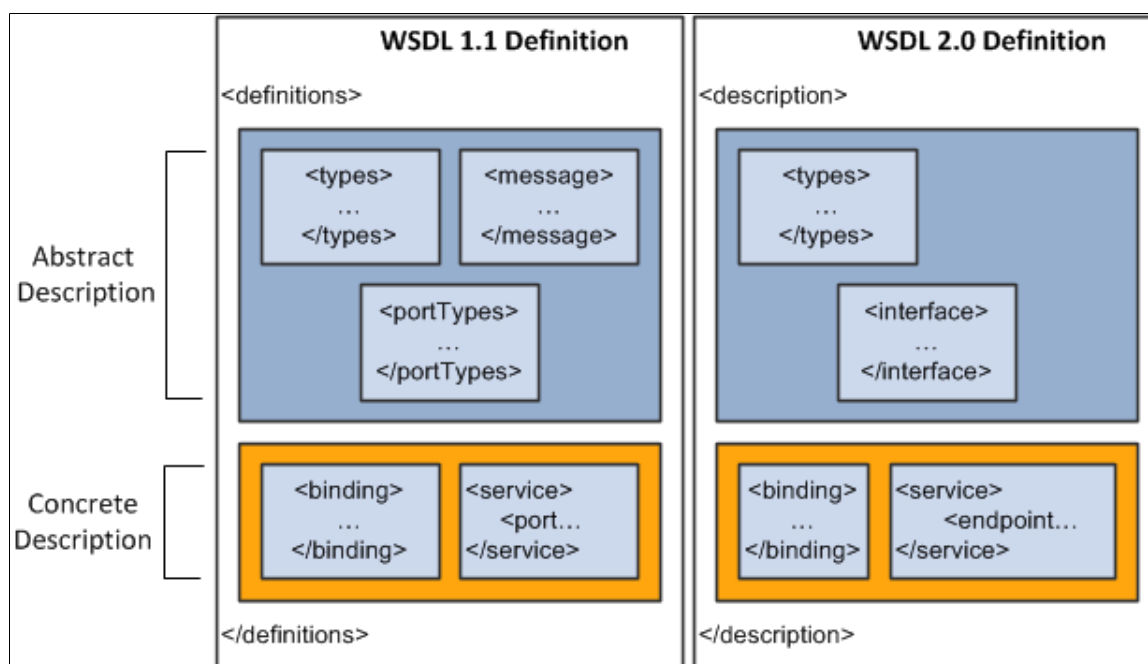 WSDL 1.1 Definition
WSDL 2.0 Definition
<definitions>
<description>
Abstract
Description
<types>
…
</types>
<message>
…
</message>
<portTypes>
…
</portTypes>
<types>
…
</types>
<interface>
…
</interface>
Concrete
Description
<binding>
…
</binding>
<service>
<port…
</service>
<binding>
…
</binding>
<service>
<endpoint…
</service>
</definitions>
</description>